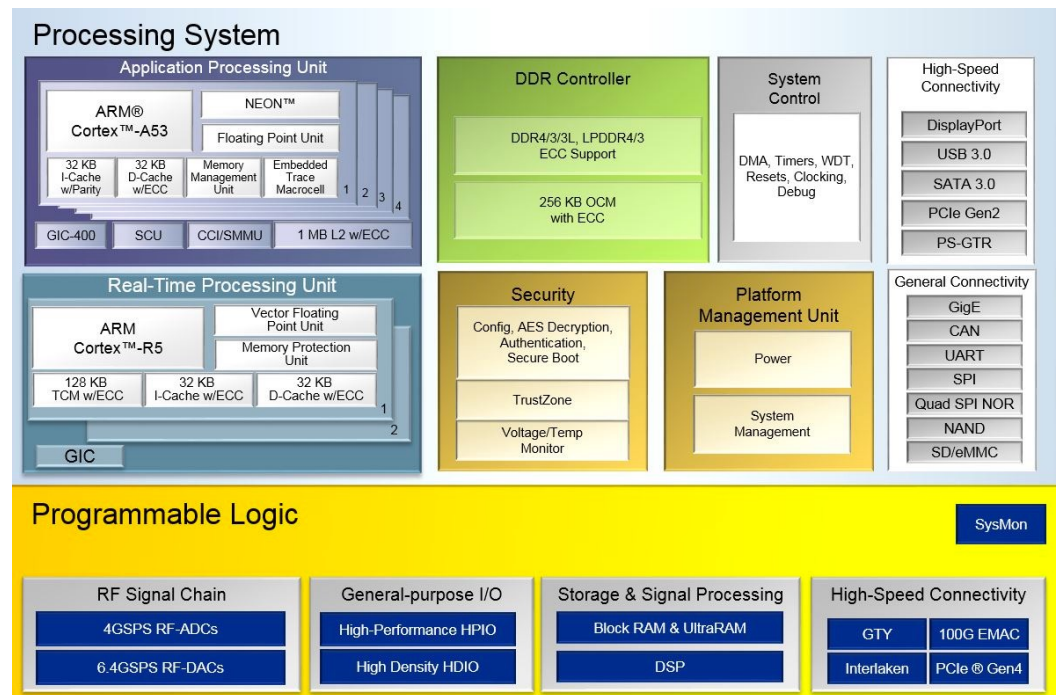 Processing System
Application Processing Unit
ARM®
Cortex™-A53
NEON™
Floating Point Unit
32 KB
I-Cache
w/Parity
32 KB
D-Cache
w/ECC
Memory
Management
Unit
Embedded
Trace
Macrocell
1
2
3
4
GIC-400
SCU
CCI/SMMU
1 MB L2 w/ECC
DDR Controller
DDR4/3/3L, LPDDR4/3
ECC Support
256 KB OCM
with ECC
System
Control
DMA, Timers, WDT,
Resets, Clocking,
Debug
High-Speed
Connectivity
DisplayPort
USB 3.0
SATA 3.0
PCIe Gen2
PS-GTR
Real-Time Processing Unit
ARM
Cortex™-R5
Vector Floating
Point Unit
Memory Protection
Unit
128 KB
TCM w/ECC
32 KB
I-Cache w/ECC
32 KB
D-Cache w/ECC
1
2
GIC
Security
Config, AES Decryption,
Authentication,
Secure Boot
TrustZone
Voltage/Temp
Monitor
Platform
Management Unit
Power
System
Management
General Connectivity
GigE
CAN
UART
SPI
Quad SPI NOR
NAND
SD/eMMC
Programmable Logic
SysMon
RF Signal Chain
4GSPS RF-ADCs
6.4GSPS RF-DACs
General-purpose I/O
High-Performance HPIO
High Density HDIO
Storage & Signal Processing
Block RAM & UltraRAM
DSP
High-Speed Connectivity
GTY
100G EMAC
Interlaken
PCIe ® Gen4